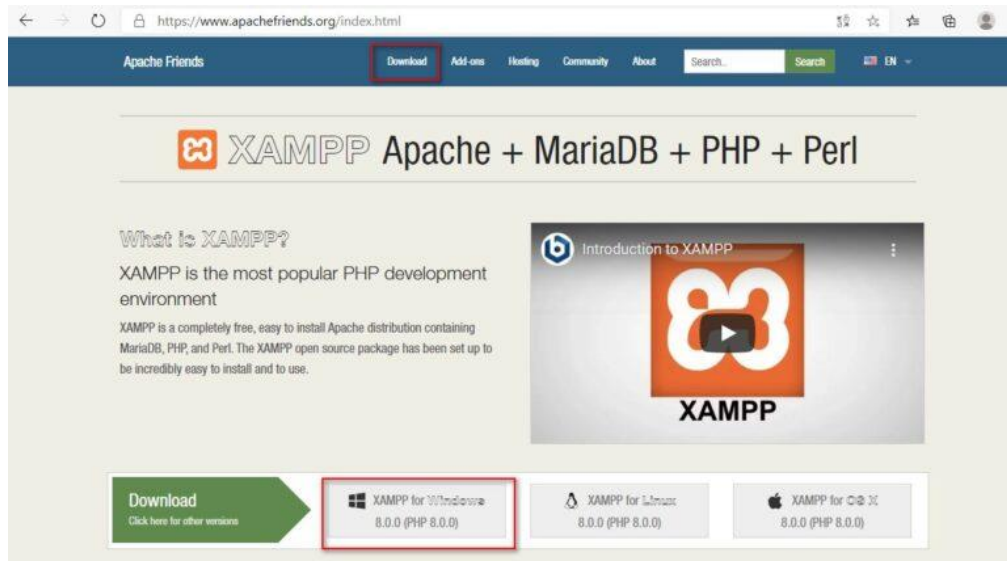 https://www.apachefriends.org/index.html
Apache Friends
Download
Add-ons
Hosting
Community
About
Search...
Search
EN
XAMPP Apache + MariaDB + PHP + Perl
What is XAMPP?
XAMPP is the most popular PHP development
environment
XAMPP is a completely free, easy to install Apache distribution containing
MariaDB, PHP, and Perl. The XAMPP open source package has been set up to
be incredibly easy to install and to use.
Introduction to XAMPP
XAMPP
Download
Click here for other versions
XAMPP for Windows
8.0.0 (PHP 8.0.0)
XAMPP for Linux
8.0.0 (PHP 8.0.0)
XAMPP for OS X
8.0.0 (PHP 8.0.0)